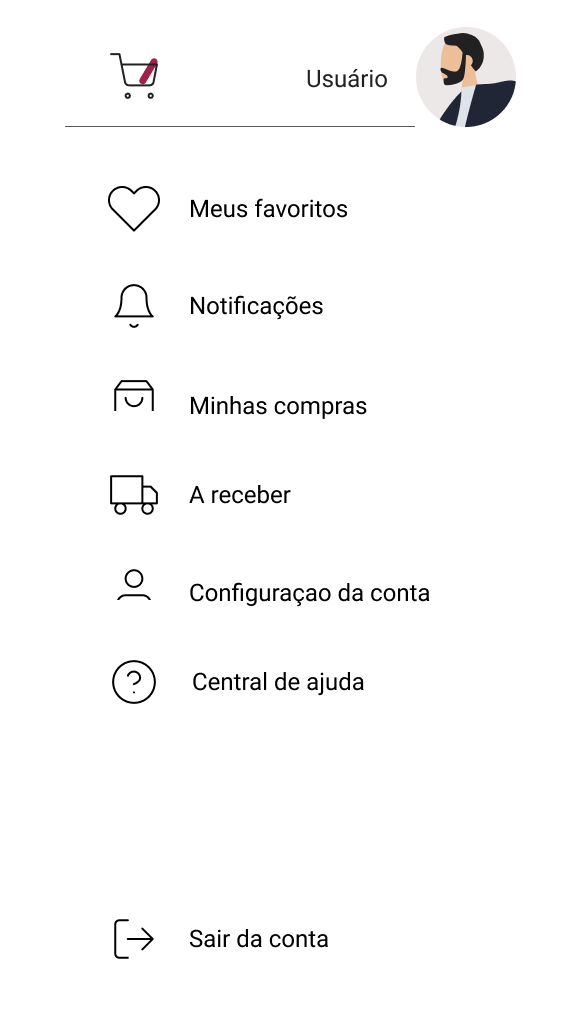 Usuário
Meus favoritos
Notificações
Minhas compras
A receber
Configuraçao da conta
Central de ajuda
Sair da conta